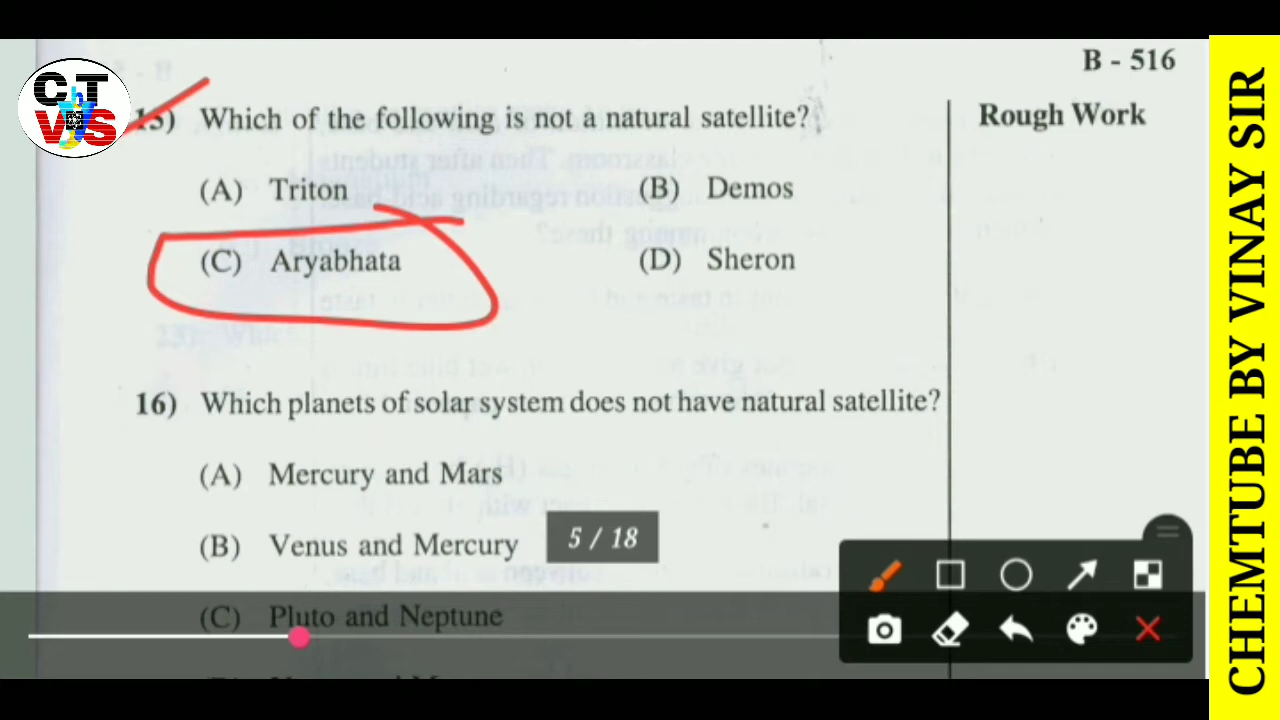 B - 516
C T
VS
15) Which of the following is not a natural satellite?
Rough Work
(A) Triton
(B) Demos
(C) Aryabhata
(D) Sheron
16) Which planets of solar system does not have natural satellite?
(A) Mercury and Mars
(B) Venus and Mercury
5 / 18
(C) Pluto and Neptune
CHEMTUBE BY VINAY SIR